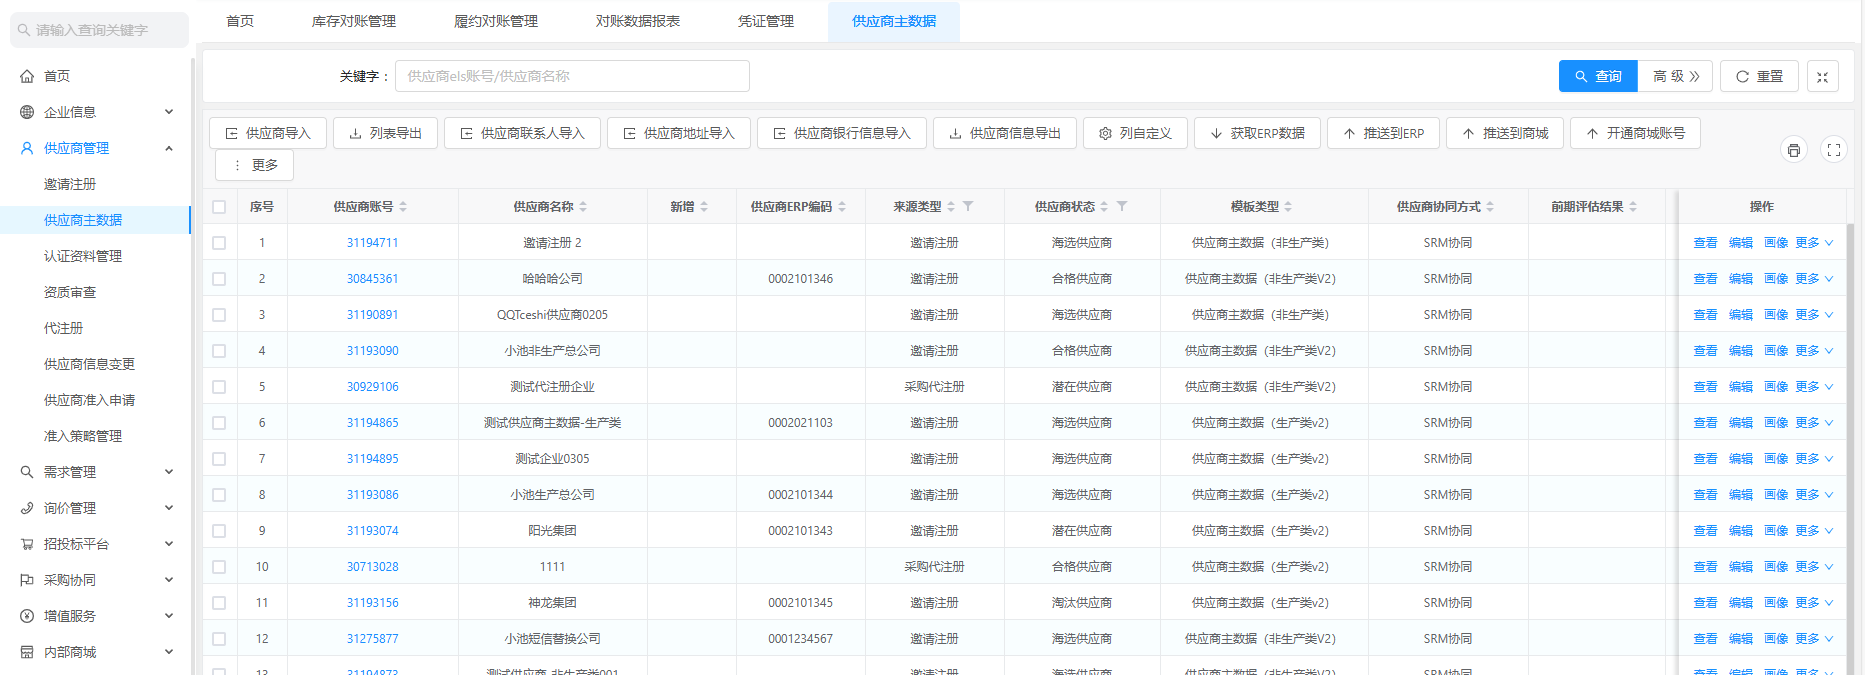 请输入查询关键字
首页
企业信息
供应商管理
邀请注册
供应商主数据
认证资料管理
资质审查
代注册
供应商信息变更
供应商准入申请
准入策略管理
需求管理
询价管理
招投标平台
采购协同
增值服务
内部商城
首页 库存对账管理 履约对账管理 对账数据报表 凭证管理 供应商主数据
关键字： 供应商els账号/供应商名称 查询 高 级 重置
供应商导入 列表导出 供应商联系人导入 供应商地址导入 供应商银行信息导入 供应商信息导出 列自定义 获取ERP数据 推送到ERP 推送到商城 开通商城账号
更多
序号 供应商账号 供应商名称 新增 供应商ERP编码 来源类型 供应商状态 模板类型 供应商协同方式 前期评估结果 操作
1 31194711 邀请注册 2 邀请注册 海选供应商 供应商主数据（非生产类） SRM协同 查看 编辑 画像 更多
2 30845361 哈哈哈公司 0002101346 邀请注册 合格供应商 供应商主数据（非生产类V2） SRM协同 查看 编辑 画像 更多
3 31190891 QQTceshi供应商0205 邀请注册 海选供应商 供应商主数据（非生产类） SRM协同 查看 编辑 画像 更多
4 31193090 小池非生产总公司 邀请注册 合格供应商 供应商主数据（非生产类V2） SRM协同 查看 编辑 画像 更多
5 30929106 测试代注册企业 采购代注册 潜在供应商 供应商主数据（非生产类V2） SRM协同 查看 编辑 画像 更多
6 31194865 测试供应商主数据-生产类 0002021103 邀请注册 海选供应商 供应商主数据（生产类v2） SRM协同 查看 编辑 画像 更多
7 31194895 测试企业0305 邀请注册 海选供应商 供应商主数据（生产类v2） SRM协同 查看 编辑 画像 更多
8 31193086 小池生产总公司 0002101344 邀请注册 海选供应商 供应商主数据（生产类v2） SRM协同 查看 编辑 画像 更多
9 31193074 阳光集团 0002101343 邀请注册 潜在供应商 供应商主数据（生产类v2） SRM协同 查看 编辑 画像 更多
10 30713028 1111 采购代注册 合格供应商 供应商主数据（生产类v2） SRM协同 查看 编辑 画像 更多
11 31193156 神龙集团 0002101345 邀请注册 淘汰供应商 供应商主数据（生产类v2） SRM协同 查看 编辑 画像 更多
12 31275877 小池短信替换公司 0001234567 邀请注册 海选供应商 供应商主数据（非生产类V2） SRM协同 查看 编辑 画像 更多
13 31194873 测试供应商-非生产类001 邀请注册 海选供应商 供应商主数据（非生产类V2） SRM协同 查看 编辑 画像 更多